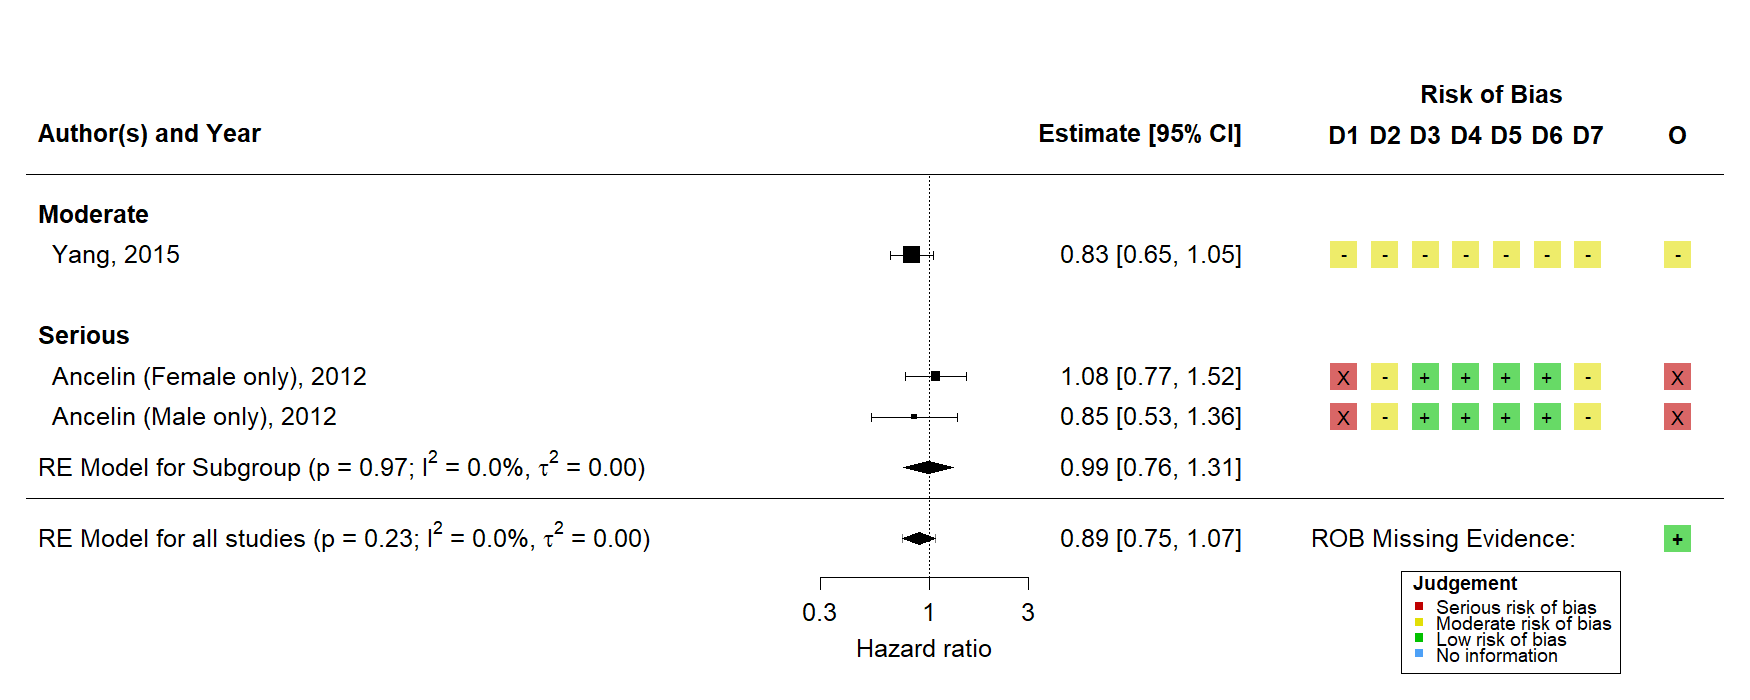 Risk of Bias
Author(s) and Year Estimate [95% CI] D1 D2 D3 D4 D5 D6 D7 O
Moderate
Yang, 2015 0.83 [0.65, 1.05] - - - - - - - -
Serious
Ancelin (Female only), 2012 1.08 [0.77, 1.52] X - + + + + - X
Ancelin (Male only), 2012 0.85 [0.53, 1.36] X - + + + + - X
RE Model for Subgroup (p = 0.97; I² = 0.0%, τ² = 0.00) 0.99 [0.76, 1.31]
RE Model for all studies (p = 0.23; I² = 0.0%, τ² = 0.00) 0.89 [0.75, 1.07] ROB Missing Evidence: +
0.3 1 3
Hazard ratio
Judgement
Serious risk of bias
Moderate risk of bias
Low risk of bias
No information